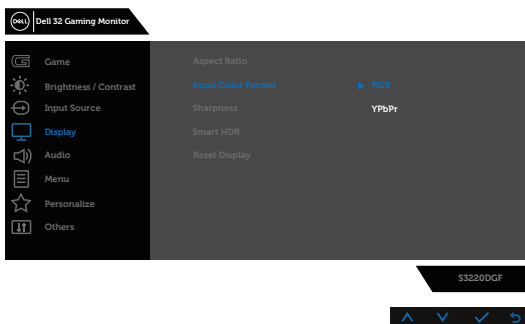 DELL Dell 32 Gaming Monitor
Game
Brightness / Contrast
Input Source
Display
Audio
Menu
Personalize
Others
Aspect Ratio
Input Color Format
Sharpness
Smart HDR
Reset Display
RGB
YPbPr
S3220DGF